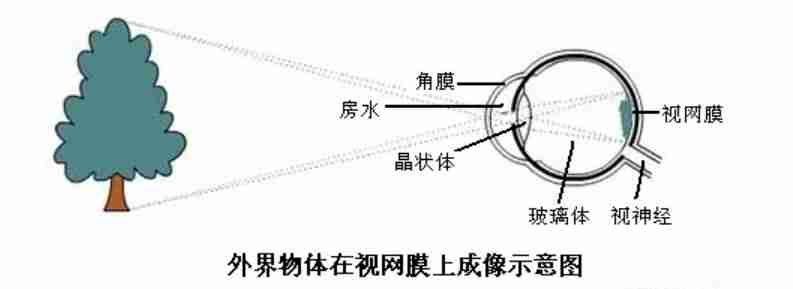 角膜
房水
视网膜
晶状体
玻璃体
视神经
外界物体在视网膜上成像示意图